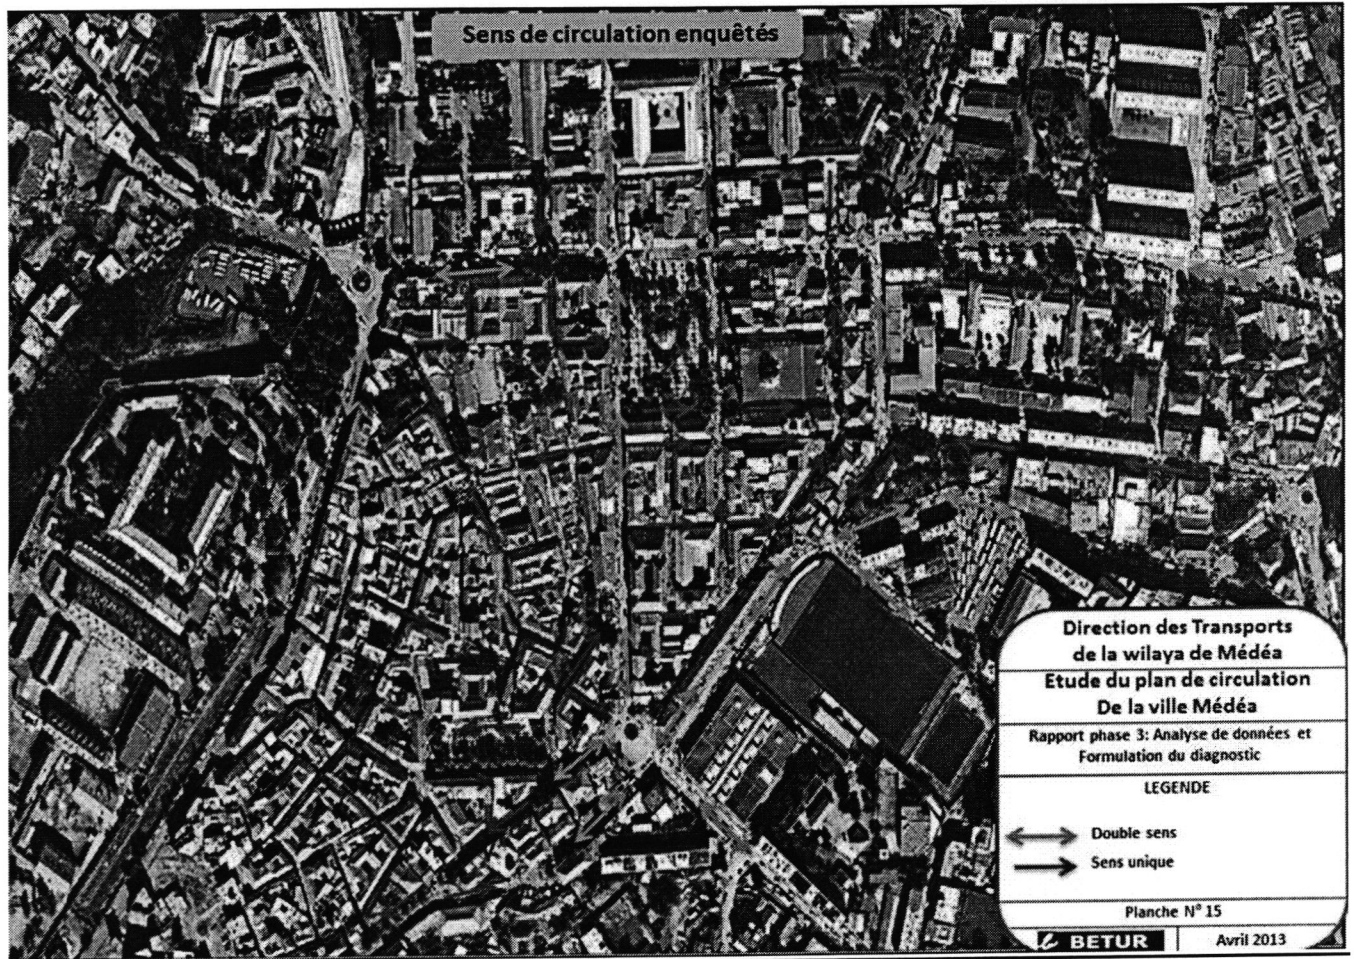 Sens de circulation enquêtés
Direction des Transports
de la wilaya de Médéa
Etude du plan de circulation
De la ville Médéa
Rapport phase 3: Analyse de données et
Formulation du diagnostic
LEGENDE
Double sens
Sens unique
Planche N° 15
BETUR
Avril 2013